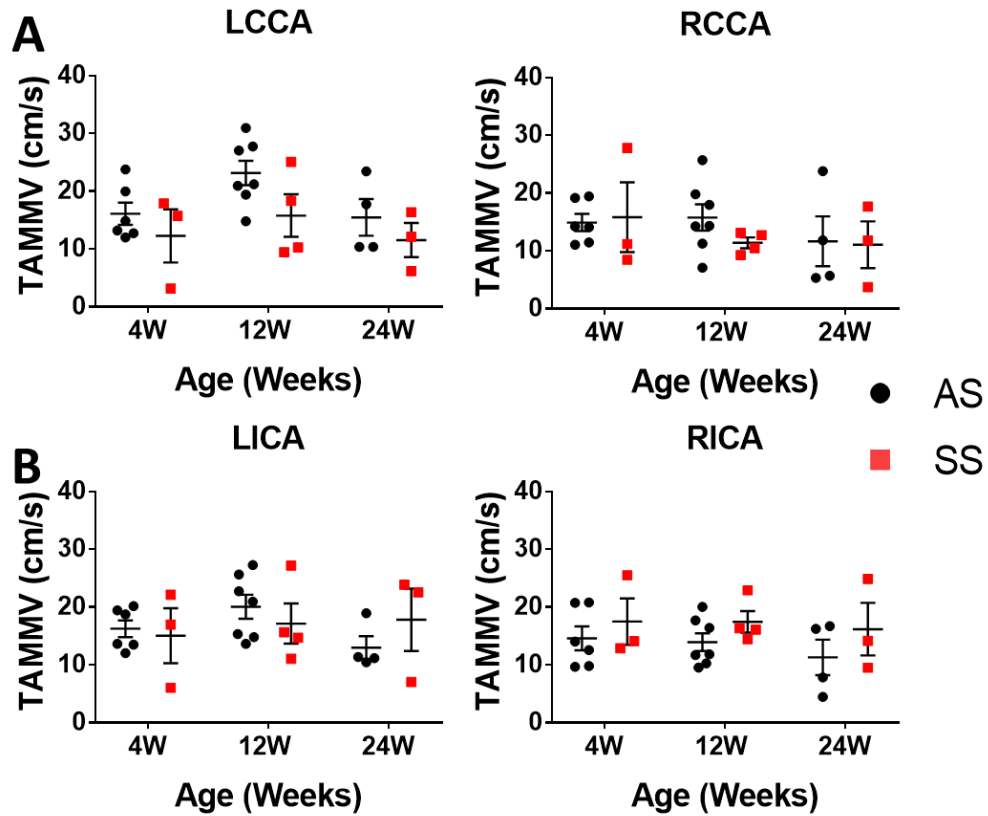 A
LCCA
TAMMV (cm/s)
40
30
20
10
0
4W 12W 24W
Age (Weeks)
RCCA
TAMMV (cm/s)
40
30
20
10
0
4W 12W 24W
Age (Weeks)
AS
SS
B
LICA
TAMMV (cm/s)
40
30
20
10
0
4W 12W 24W
Age (Weeks)
RICA
TAMMV (cm/s)
40
30
20
10
0
4W 12W 24W
Age (Weeks)